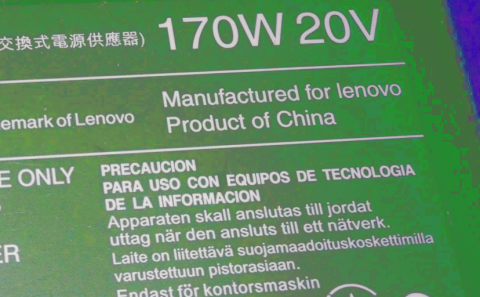 交換式電源供應器) 170W 20V
Manufactured for lenovo
demark of Lenovo Product of China
E ONLY PRECAUCION
PARA USO CON EQUIPOS DE TECNOLOGIA
DE LA INFORMACION
Apparaten skall anslutas till jordat
uttag när den ansluts till ett nätverk.
ER Laite on liitettävä suojamaadoituskoskettimilla
varustettuun pistorasiaan.
Endast för kontorsmaskin